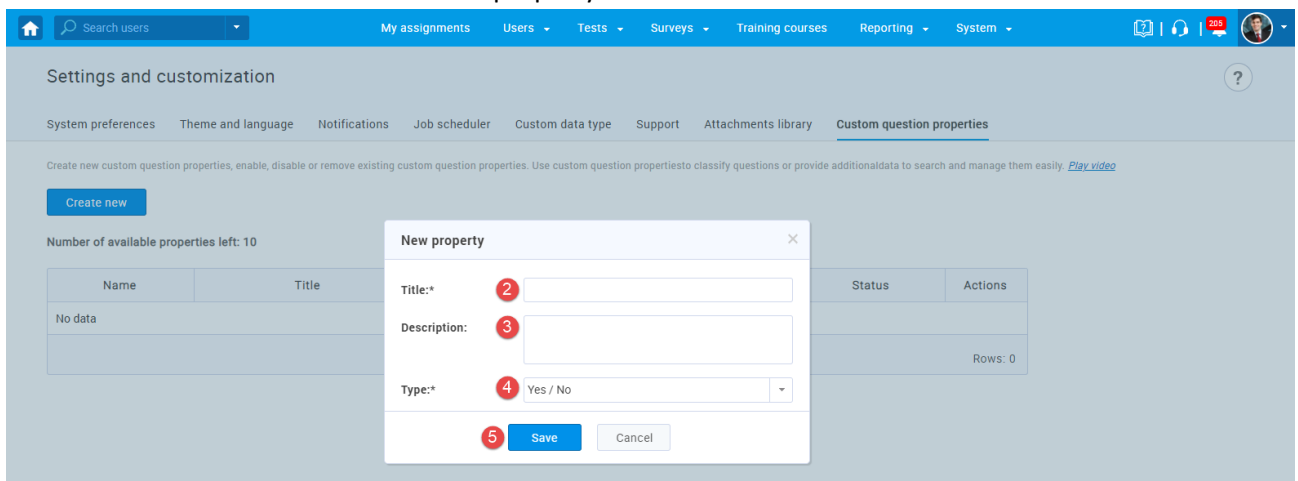 Search users
My assignments Users Tests Surveys Training courses Reporting System 205
Settings and customization ?
System preferences Theme and language Notifications Job scheduler Custom data type Support Attachments library Custom question properties
Create new custom question properties, enable, disable or remove existing custom question properties. Use custom question propertiesto classify questions or provide additionaldata to search and manage them easily. Play video
Create new
Number of available properties left: 10
New property
Name Title Status Actions
No data
Rows: 0
Title:* 2
Description: 3
Type:* 4 Yes / No
5 Save Cancel